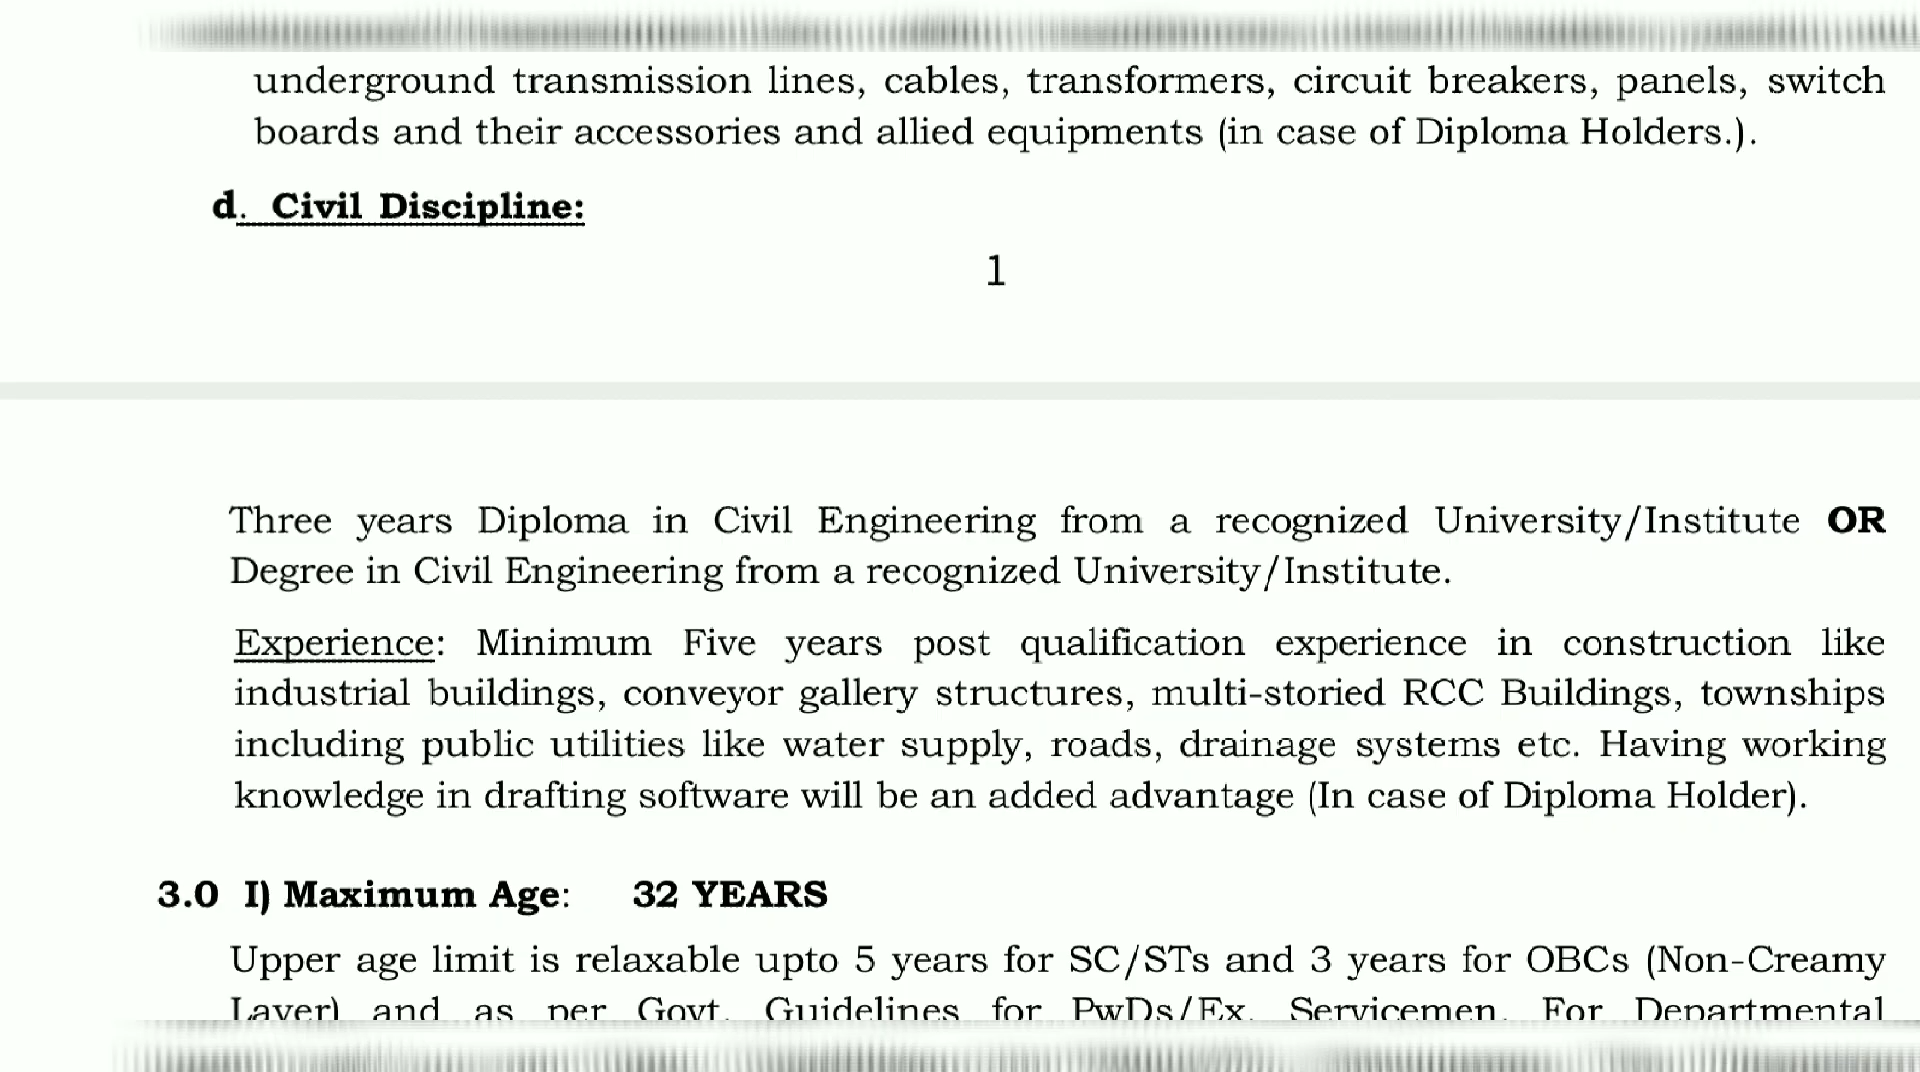 underground transmission lines, cables, transformers, circuit breakers, panels, switch
boards and their accessories and allied equipments (in case of Diploma Holders.).
d. Civil Discipline:
1
Three years Diploma in Civil Engineering from a recognized University/Institute OR
Degree in Civil Engineering from a recognized University/Institute.
Experience: Minimum Five years post qualification experience in construction like
industrial buildings, conveyor gallery structures, multi-storied RCC Buildings, townships
including public utilities like water supply, roads, drainage systems etc. Having working
knowledge in drafting software will be an added advantage (In case of Diploma Holder).
3.0 I) Maximum Age: 32 YEARS
Upper age limit is relaxable upto 5 years for SC/STs and 3 years for OBCs (Non-Creamy
Layer) and as per Govt. Guidelines for PwDs/Ex. Servicemen. For Departmental